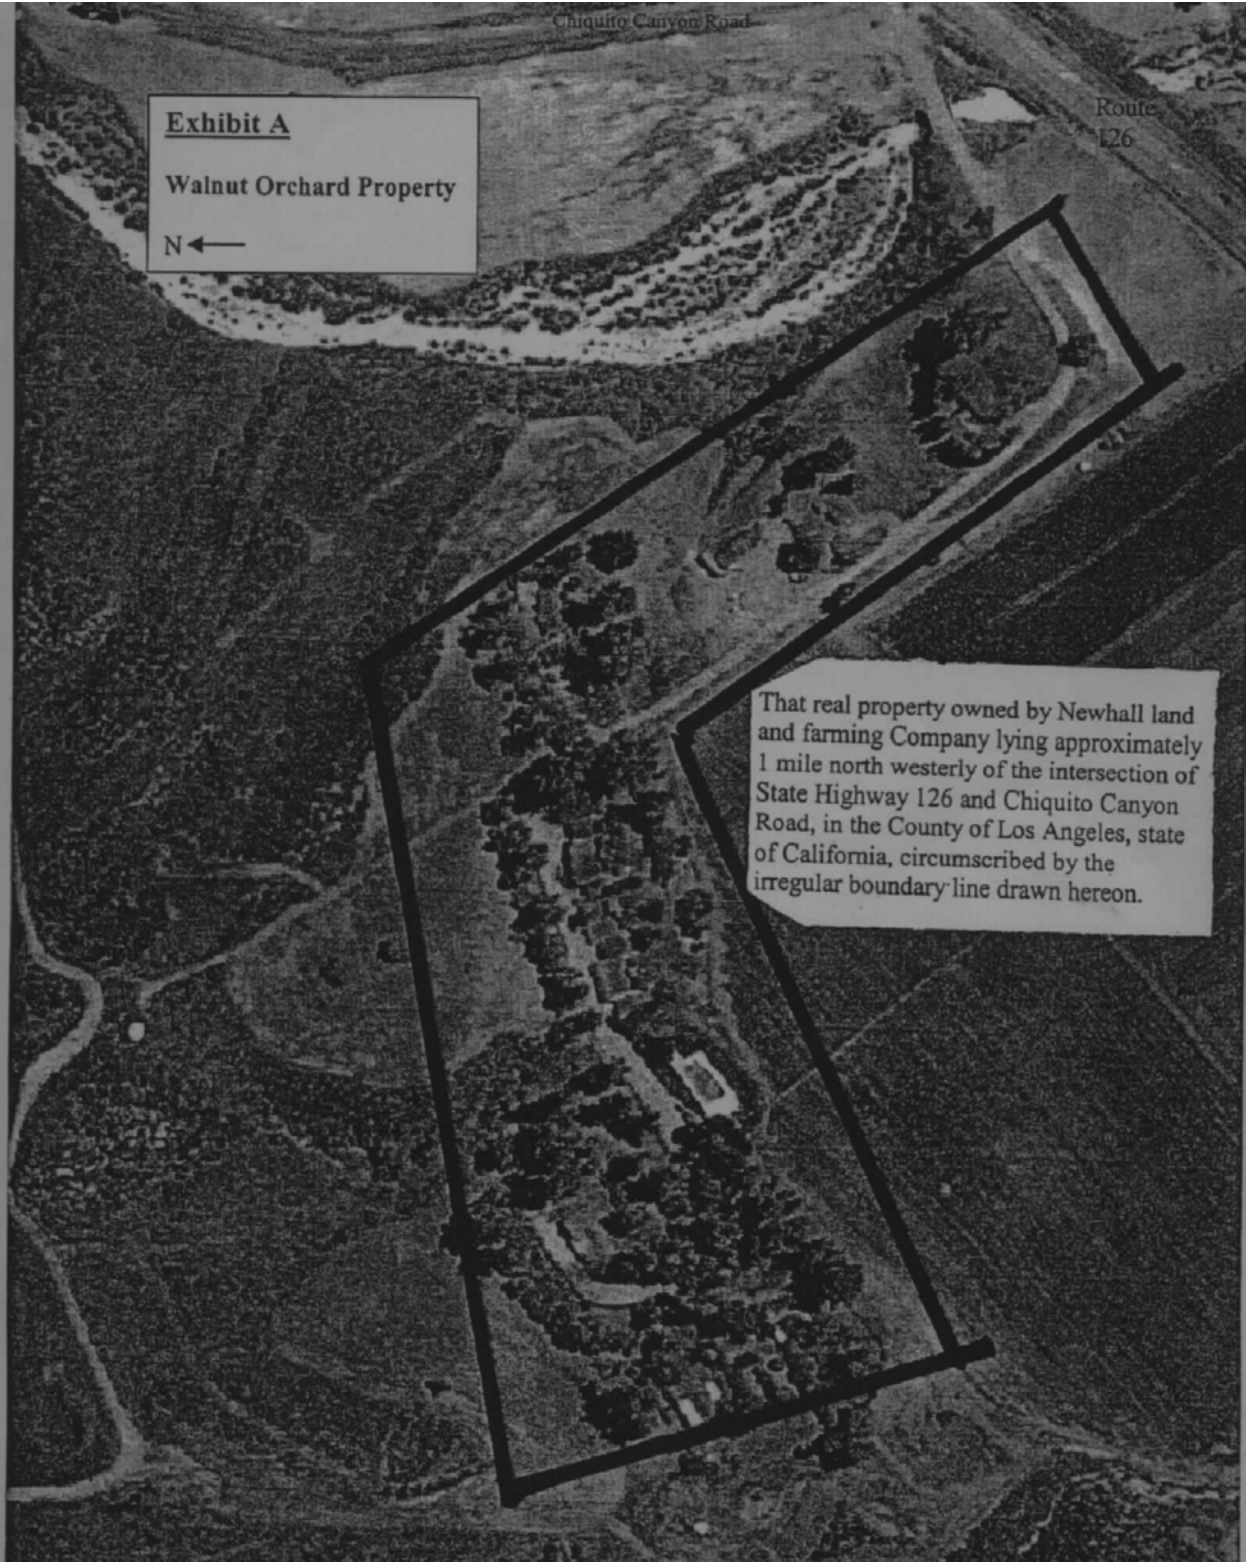 Chiquito Canyon Road
Route
126
Exhibit A
Walnut Orchard Property
N
That real property owned by Newhall land
and farming Company lying approximately
1 mile north westerly of the intersection of
State Highway 126 and Chiquito Canyon
Road, in the County of Los Angeles, state
of California, circumscribed by the
irregular boundary line drawn hereon.